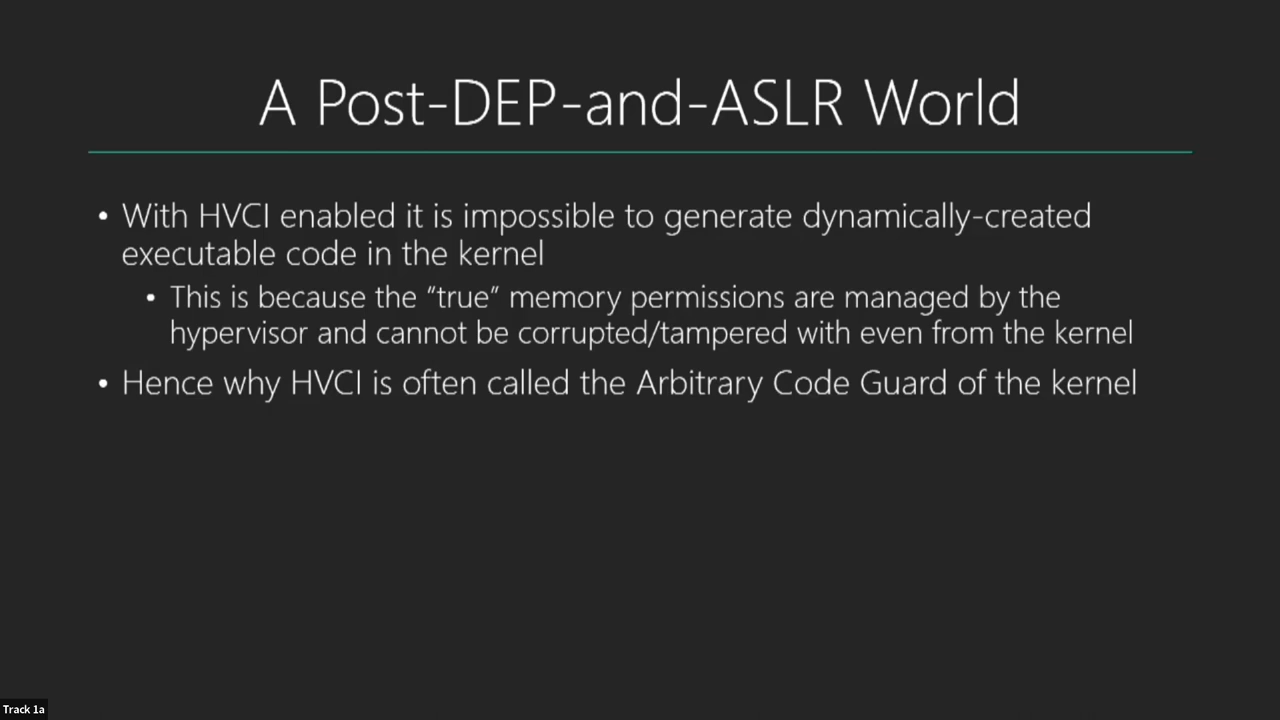 A Post-DEP-and-ASLR World
• With HVCI enabled it is impossible to generate dynamically-created
executable code in the kernel
• This is because the “true” memory permissions are managed by the
hypervisor and cannot be corrupted/tampered with even from the kernel
• Hence why HVCI is often called the Arbitrary Code Guard of the kernel
Track 1a